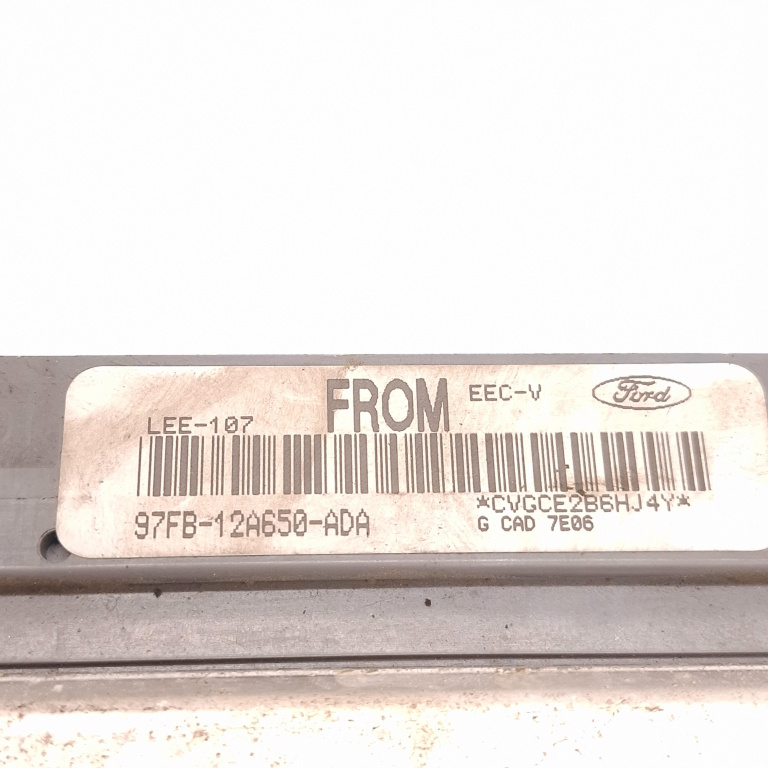 LEE-107 FROM EEC-V Ford
97FB-12A650-ADA *CVGCE2B6HJ4Y*
G CAD 7E06